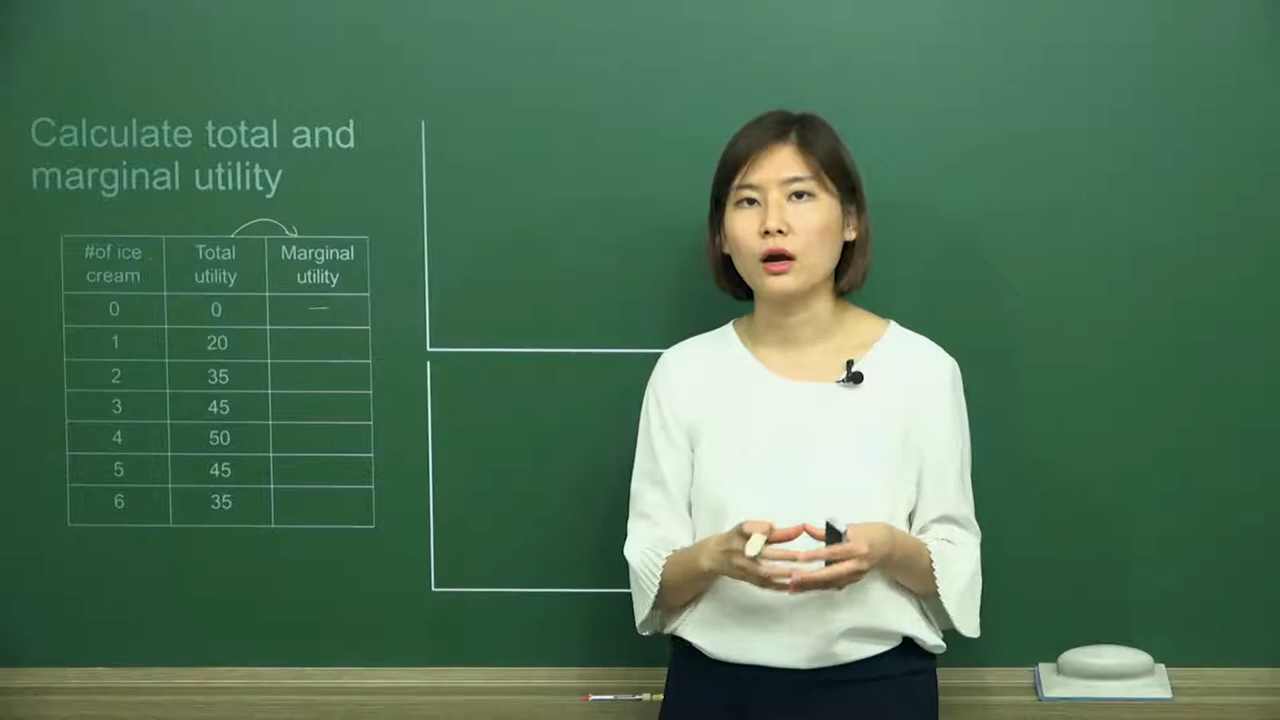 Calculate total and
marginal utility
#of ice cream Total utility Marginal utility
0 0 —
1 20
2 35
3 45
4 50
5 45
6 35